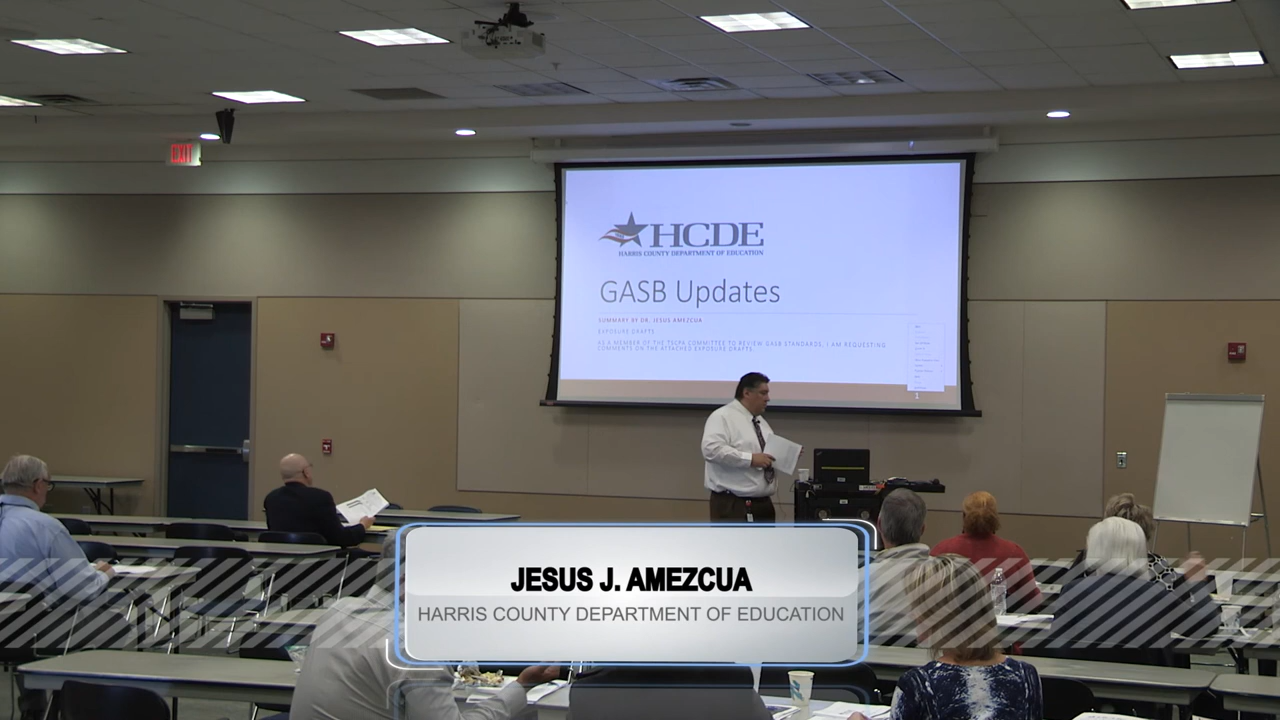 EXIT
HCDE
HARRIS COUNTY DEPARTMENT OF EDUCATION
GASB Updates
SUMMARY BY DR. JESUS AMEZCUA
EXPOSURE DRAFTS
AS A MEMBER OF THE TSCPA COMMITTEE TO REVIEW GASB STANDARDS, I AM REQUESTING
COMMENTS ON THE ATTACHED EXPOSURE DRAFTS.
JESUS J. AMEZCUA
HARRIS COUNTY DEPARTMENT OF EDUCATION